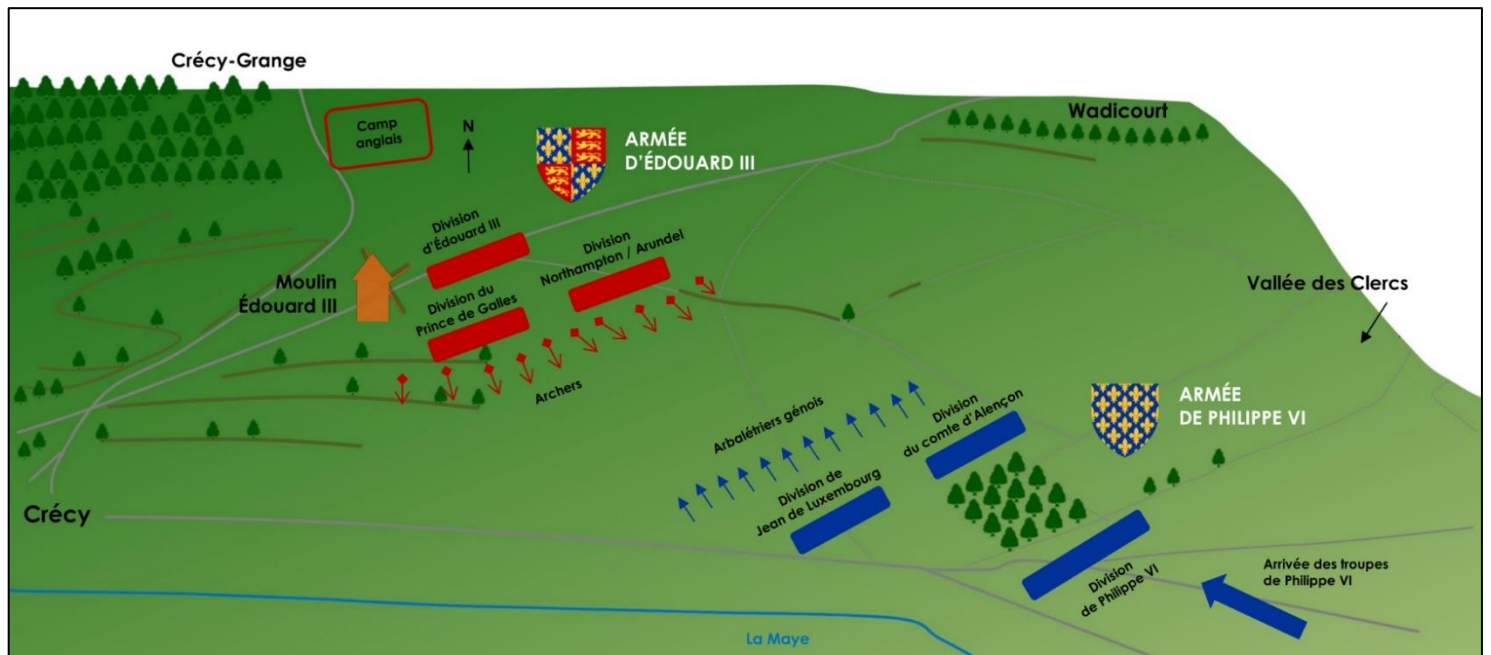 Crécy-Grange
Camp
anglais
N
ARMÉE
D'ÉDOUARD III
Wadicourt
Division
d'Édouard III
Division
Northampton / Arundel
Moulin
Édouard III
Division du
Prince de Galles
Vallée des Clercs
Archers
Arbalétriers génois
Division
du comte d'Alençon
ARMÉE
DE PHILIPPE VI
Division de
Jean de Luxembourg
Crécy
Division
de Philippe VI
Arrivée des troupes
de Philippe VI
La Maye